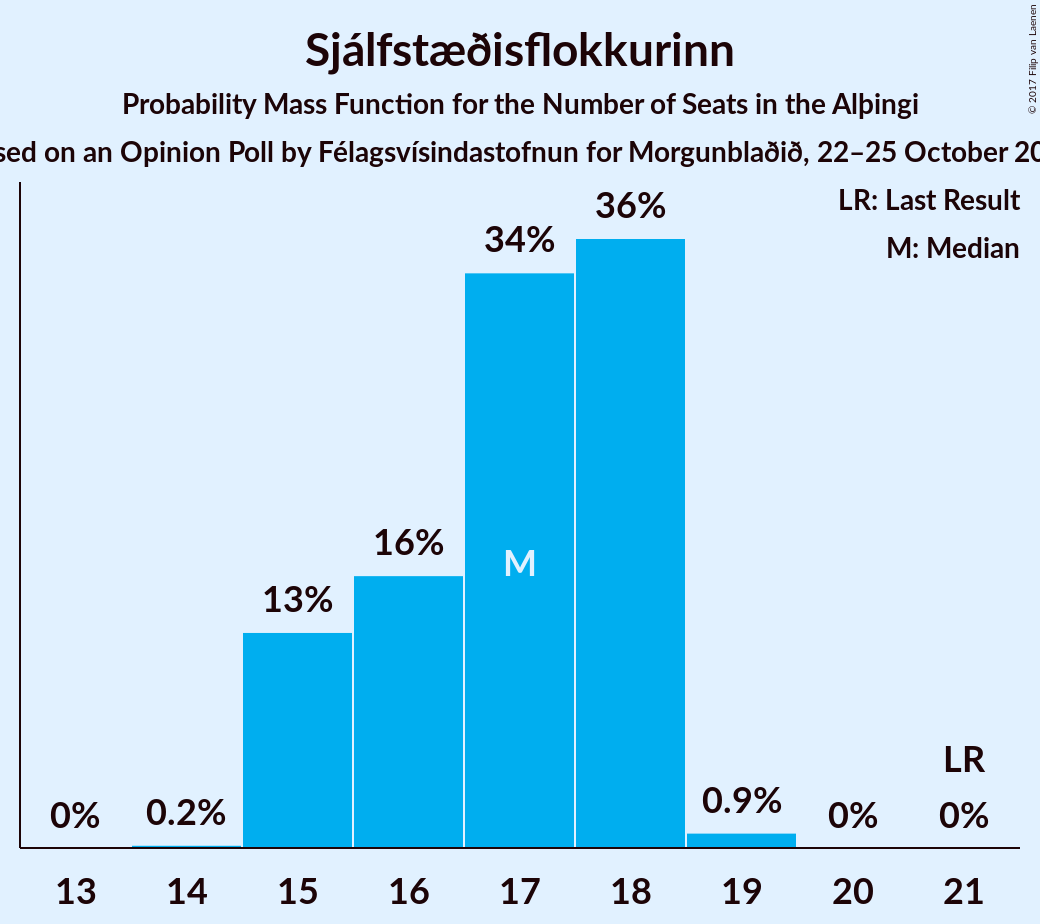 Sjálfstæðisflokkurinn
Probability Mass Function for the Number of Seats in the Alþingi
sed on an Opinion Poll by Félagsvísindastofnun for Morgunblaðið, 22–25 October 20
© 2017 Filip van Laenen
LR: Last Result
M: Median
36%
34%
16%
M
13%
LR
0%
0.2%
0.9%
0%
0%
13 14 15 16 17 18 19 20 21